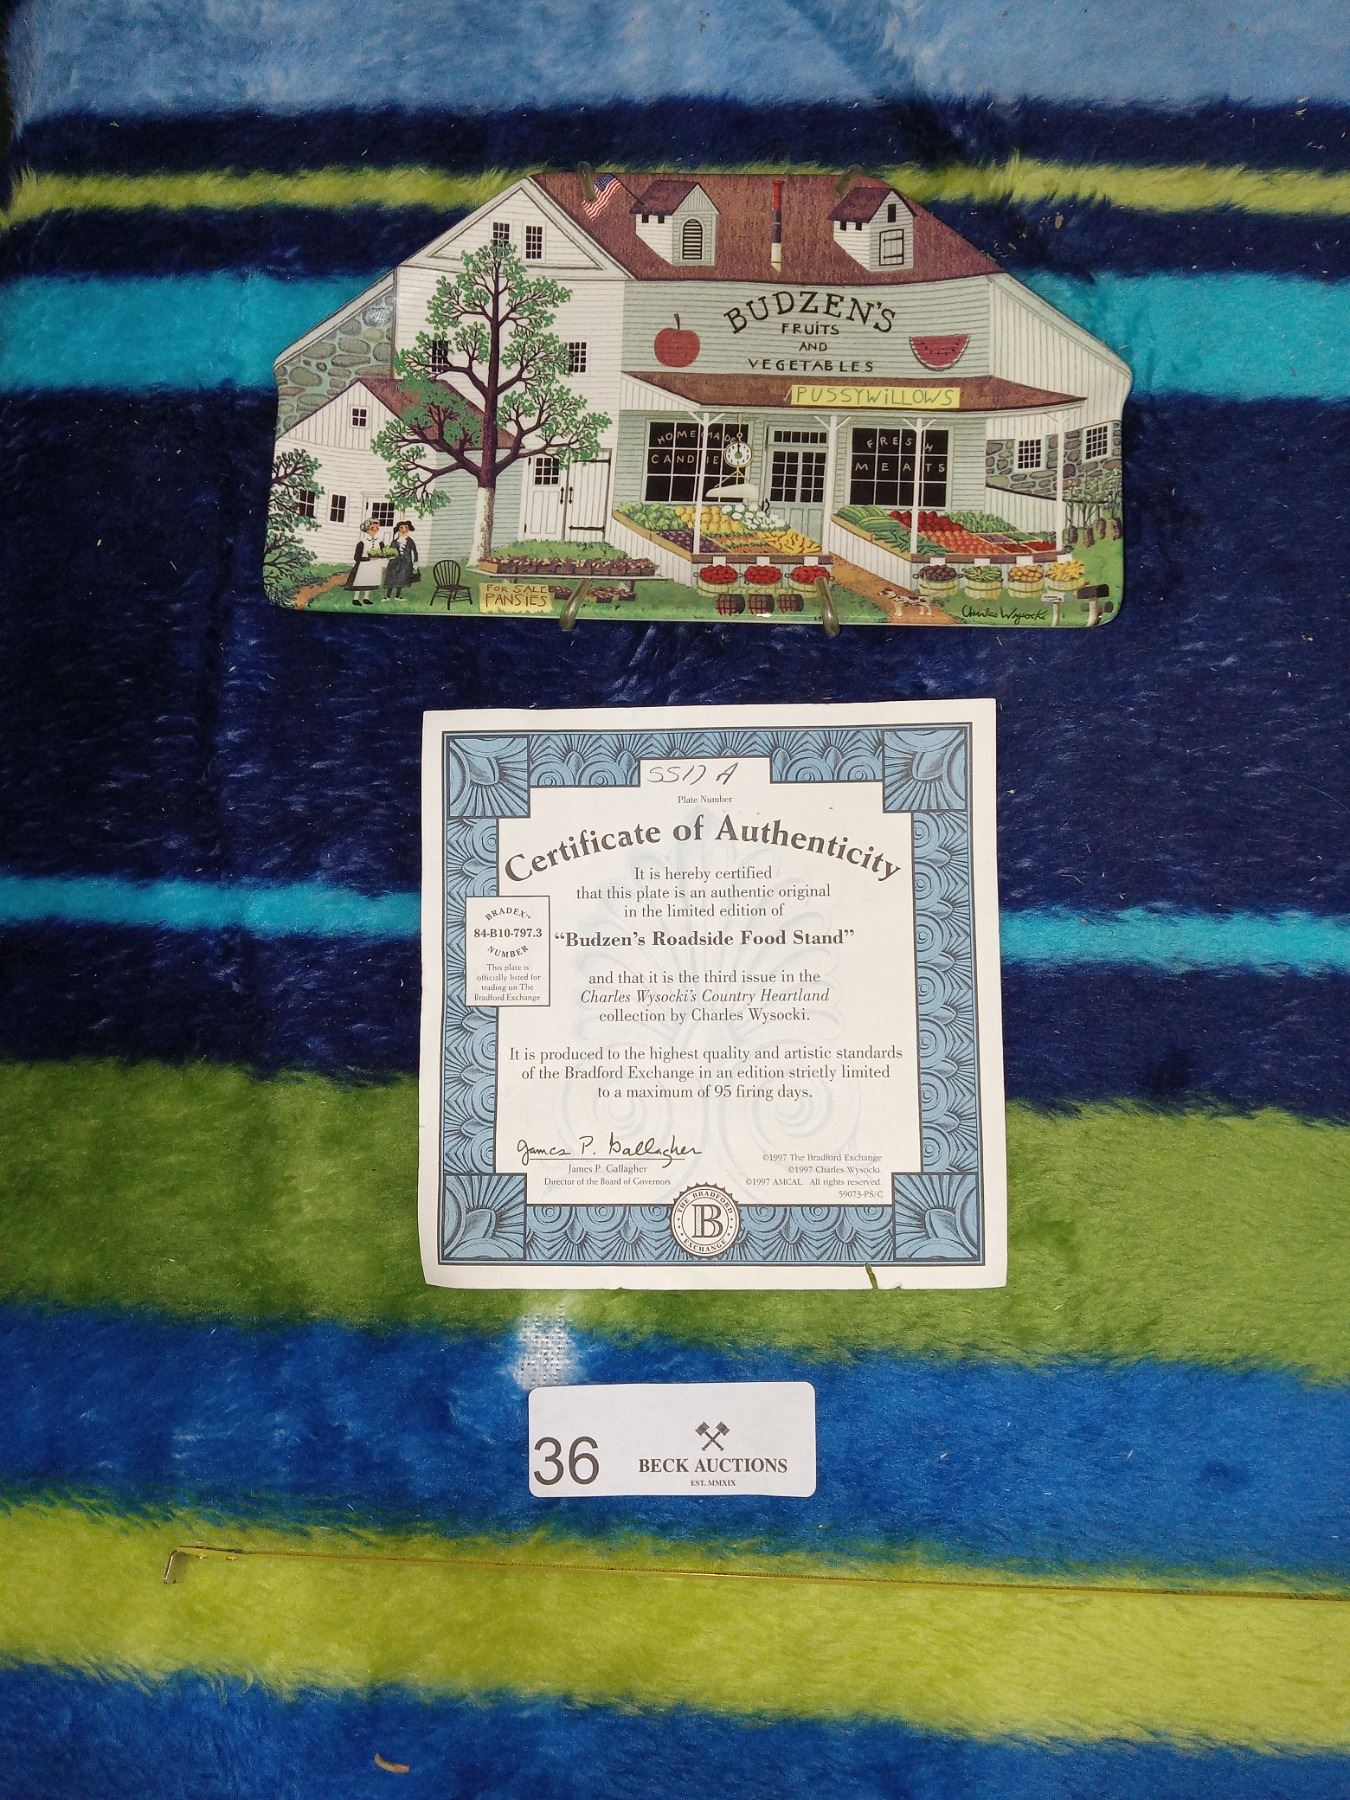 BUDZEN'S
FRUiTS
AND
VEGETABLES
PUSSYWiLLOWS
HOMEMADE
CANDIE
FRESH
MEATS
FOR SALE
PANSIES
Charles Wysocki
5517 A
Plate Number
Certificate of Authenticity
It is hereby certified
that this plate is an authentic original
in the limited edition of
"Budzen's Roadside Food Stand"
and that it is the third issue in the
Charles Wysocki's Country Heartland
collection by Charles Wysocki.
It is produced to the highest quality and artistic standards
of the Bradford Exchange in an edition strictly limited
to a maximum of 95 firing days.
BRADEX™
84-B10-797.3
NUMBER
This plate is
officially listed for
trading on The
Bradford Exchange
James P. Gallagher
James P. Gallagher
Director of the Board of Governors
©1997 The Bradford Exchange
©1997 Charles Wysocki
©1997 AMCAL All rights reserved.
59073-PS/C
THE BRADFORD
B
EXCHANGE
36
BECK AUCTIONS
EST. MMXIX